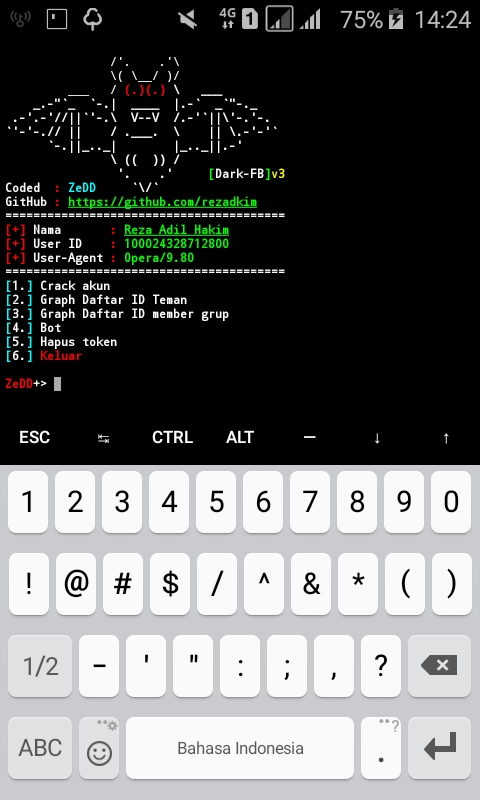 4G 1 75% 14:24
(.)(.)
V--V
[Dark-FB]v3
Coded : ZeDD
GitHub : https://github.com/rezadkim
========================================
[+] Nama : Reza Adil Hakim
[+] User ID : 100024328712800
[+] User-Agent : Opera/9.80
========================================
[1.] Crack akun
[2.] Graph Daftar ID Teman
[3.] Graph Daftar ID member grup
[4.] Bot
[5.] Hapus token
[6.] Keluar
ZeDD+>
ESC ↹ CTRL ALT — ↓ ↑
1 2 3 4 5 6 7 8 9 0
! @ # $ / ^ & * ( )
1/2 - ' " : ; , ?
ABC Bahasa Indonesia .